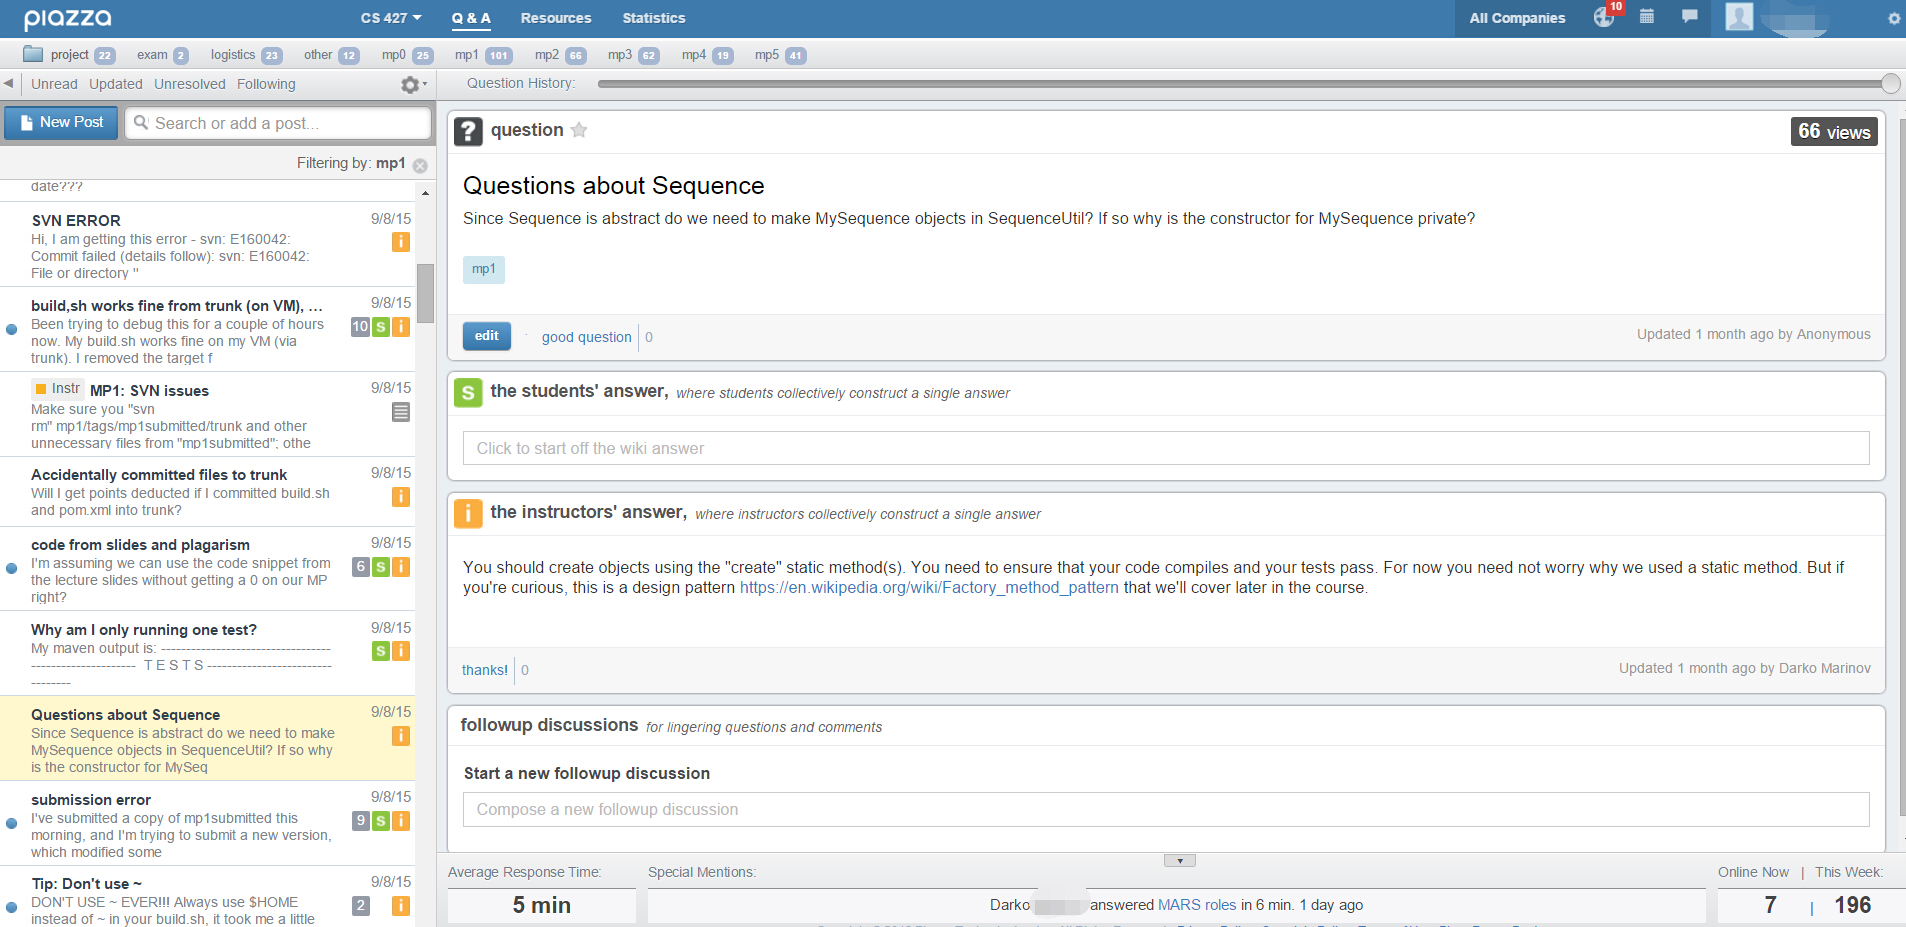 piazza CS 427 Q & A Resources Statistics All Companies 10
project 22 exam 2 logistics 23 other 12 mp0 25 mp1 101 mp2 66 mp3 62 mp4 19 mp5 41
Unread Updated Unresolved Following
Question History:
New Post Search or add a post...
Filtering by: mp1
date???
SVN ERROR 9/8/15
Hi, I am getting this error - svn: E160042:
Commit failed (details follow): svn: E160042:
File or directory "
i
build,sh works fine from trunk (on VM), ... 9/8/15
Been trying to debug this for a couple of hours
now. My build.sh works fine on my VM (via
trunk). I removed the target f
10 S i
Instr MP1: SVN issues 9/8/15
Make sure you "svn
rm" mp1/tags/mp1submitted/trunk and other
unnecessary files from "mp1submitted"; othe
Accidentally committed files to trunk 9/8/15
Will I get points deducted if I committed build.sh
and pom.xml into trunk?
i
code from slides and plagarism 9/8/15
I'm assuming we can use the code snippet from
the lecture slides without getting a 0 on our MP
right?
6 S i
Why am I only running one test? 9/8/15
My maven output is: ----------------------------------
--------------------- T E S T S -------------------------
--------
S i
Questions about Sequence 9/8/15
Since Sequence is abstract do we need to make
MySequence objects in SequenceUtil? If so why
is the constructor for MySeq
i
submission error 9/8/15
I've submitted a copy of mp1submitted this
morning, and I'm trying to submit a new version,
which modified some
9 S i
Tip: Don't use ~ 9/8/15
DON'T USE ~ EVER!!! Always use $HOME
instead of ~ in your build.sh, it took me a little
2 i
? question 66 views
Questions about Sequence
Since Sequence is abstract do we need to make MySequence objects in SequenceUtil? If so why is the constructor for MySequence private?
mp1
edit · good question 0 Updated 1 month ago by Anonymous
S the students' answer, where students collectively construct a single answer
Click to start off the wiki answer
i the instructors' answer, where instructors collectively construct a single answer
You should create objects using the "create" static method(s). You need to ensure that your code compiles and your tests pass. For now you need not worry why we used a static method. But if
you're curious, this is a design pattern https://en.wikipedia.org/wiki/Factory_method_pattern that we'll cover later in the course.
thanks! 0 Updated 1 month ago by Darko Marinov
followup discussions for lingering questions and comments
Start a new followup discussion
Compose a new followup discussion
Average Response Time: Special Mentions: Online Now | This Week:
5 min Darko answered MARS roles in 6 min. 1 day ago 7 | 196